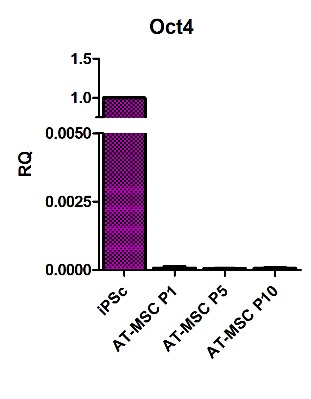 Oct4
1.5
1.0
0.0050
0.0025
0.0000
RQ
iPSc
AT-MSC P1
AT-MSC P5
AT-MSC P10